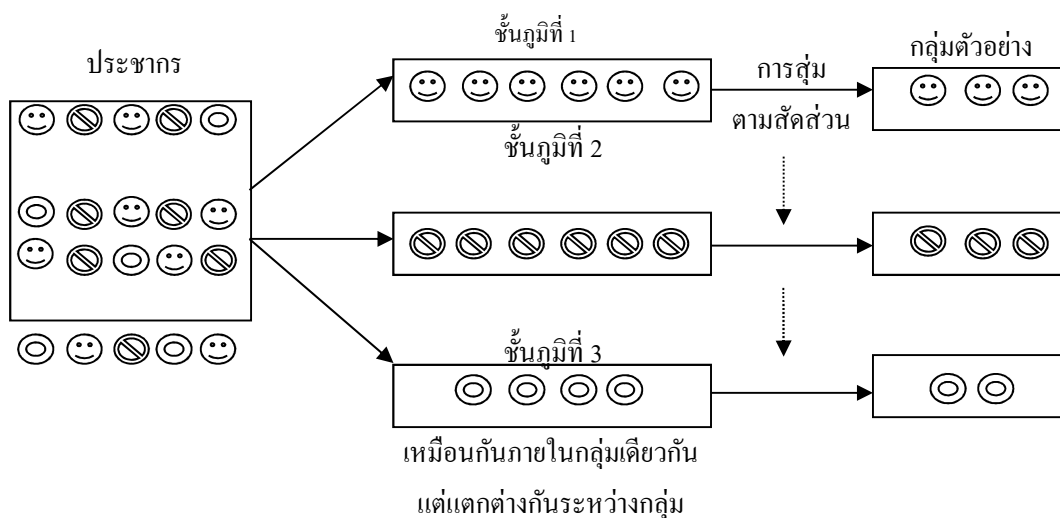 ประชากร
ชั้นภูมิที่ 1
การสุ่ม
ตามสัดส่วน
กลุ่มตัวอย่าง
ชั้นภูมิที่ 2
ชั้นภูมิที่ 3
เหมือนกันภายในกลุ่มเดียวกัน
แต่แตกต่างกันระหว่างกลุ่ม